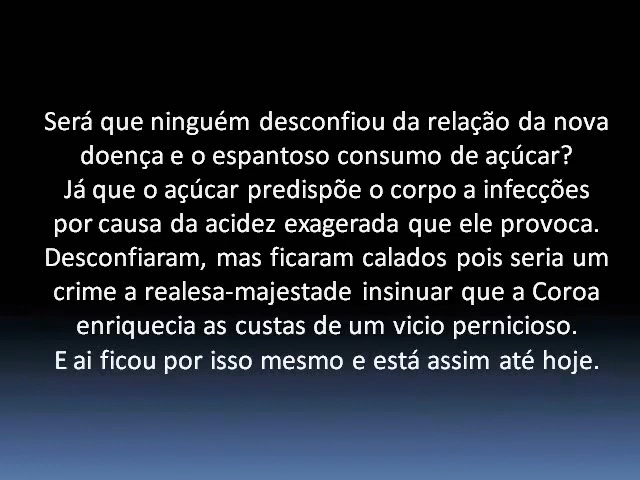 Será que ninguém desconfiou da relação da nova
doença e o espantoso consumo de açúcar?
Já que o açúcar predispõe o corpo a infecções
por causa da acidez exagerada que ele provoca.
Desconfiaram, mas ficaram calados pois seria um
crime a realesa-majestade insinuar que a Coroa
enriquecia as custas de um vicio pernicioso.
E ai ficou por isso mesmo e está assim até hoje.